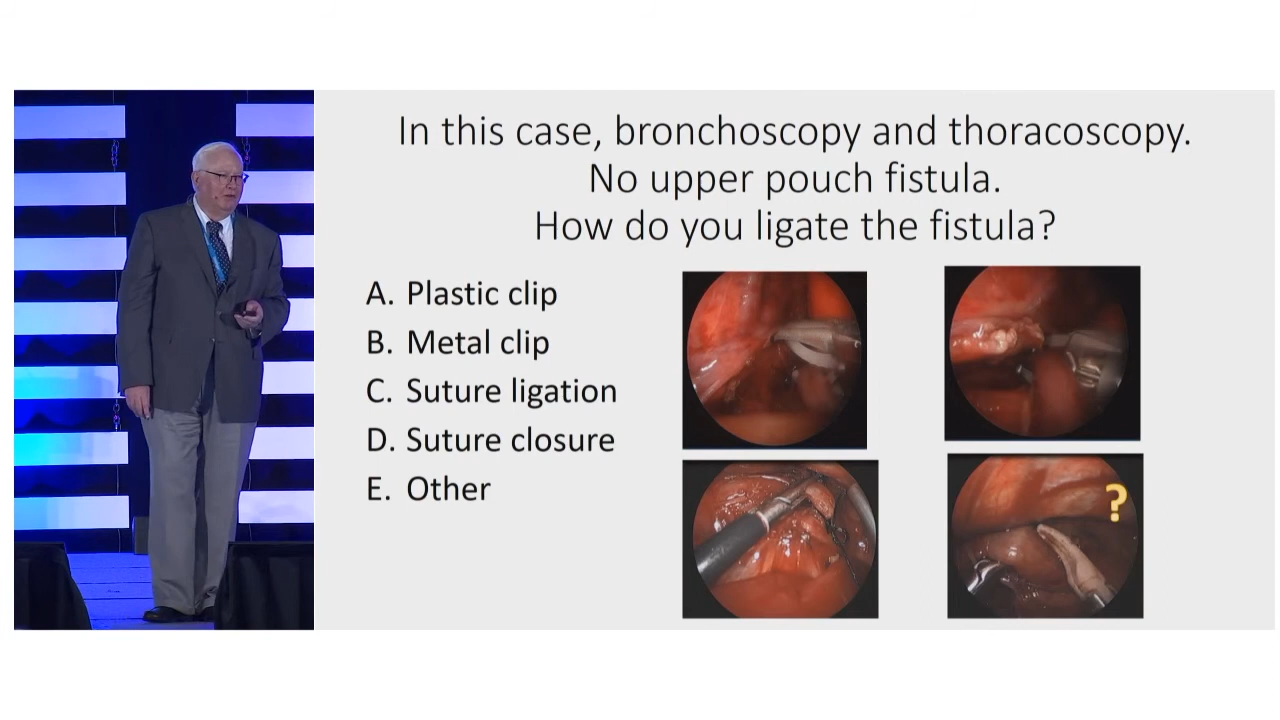 In this case, bronchoscopy and thoracoscopy.
No upper pouch fistula.
How do you ligate the fistula?
A. Plastic clip
B. Metal clip
C. Suture ligation
D. Suture closure
E. Other
?